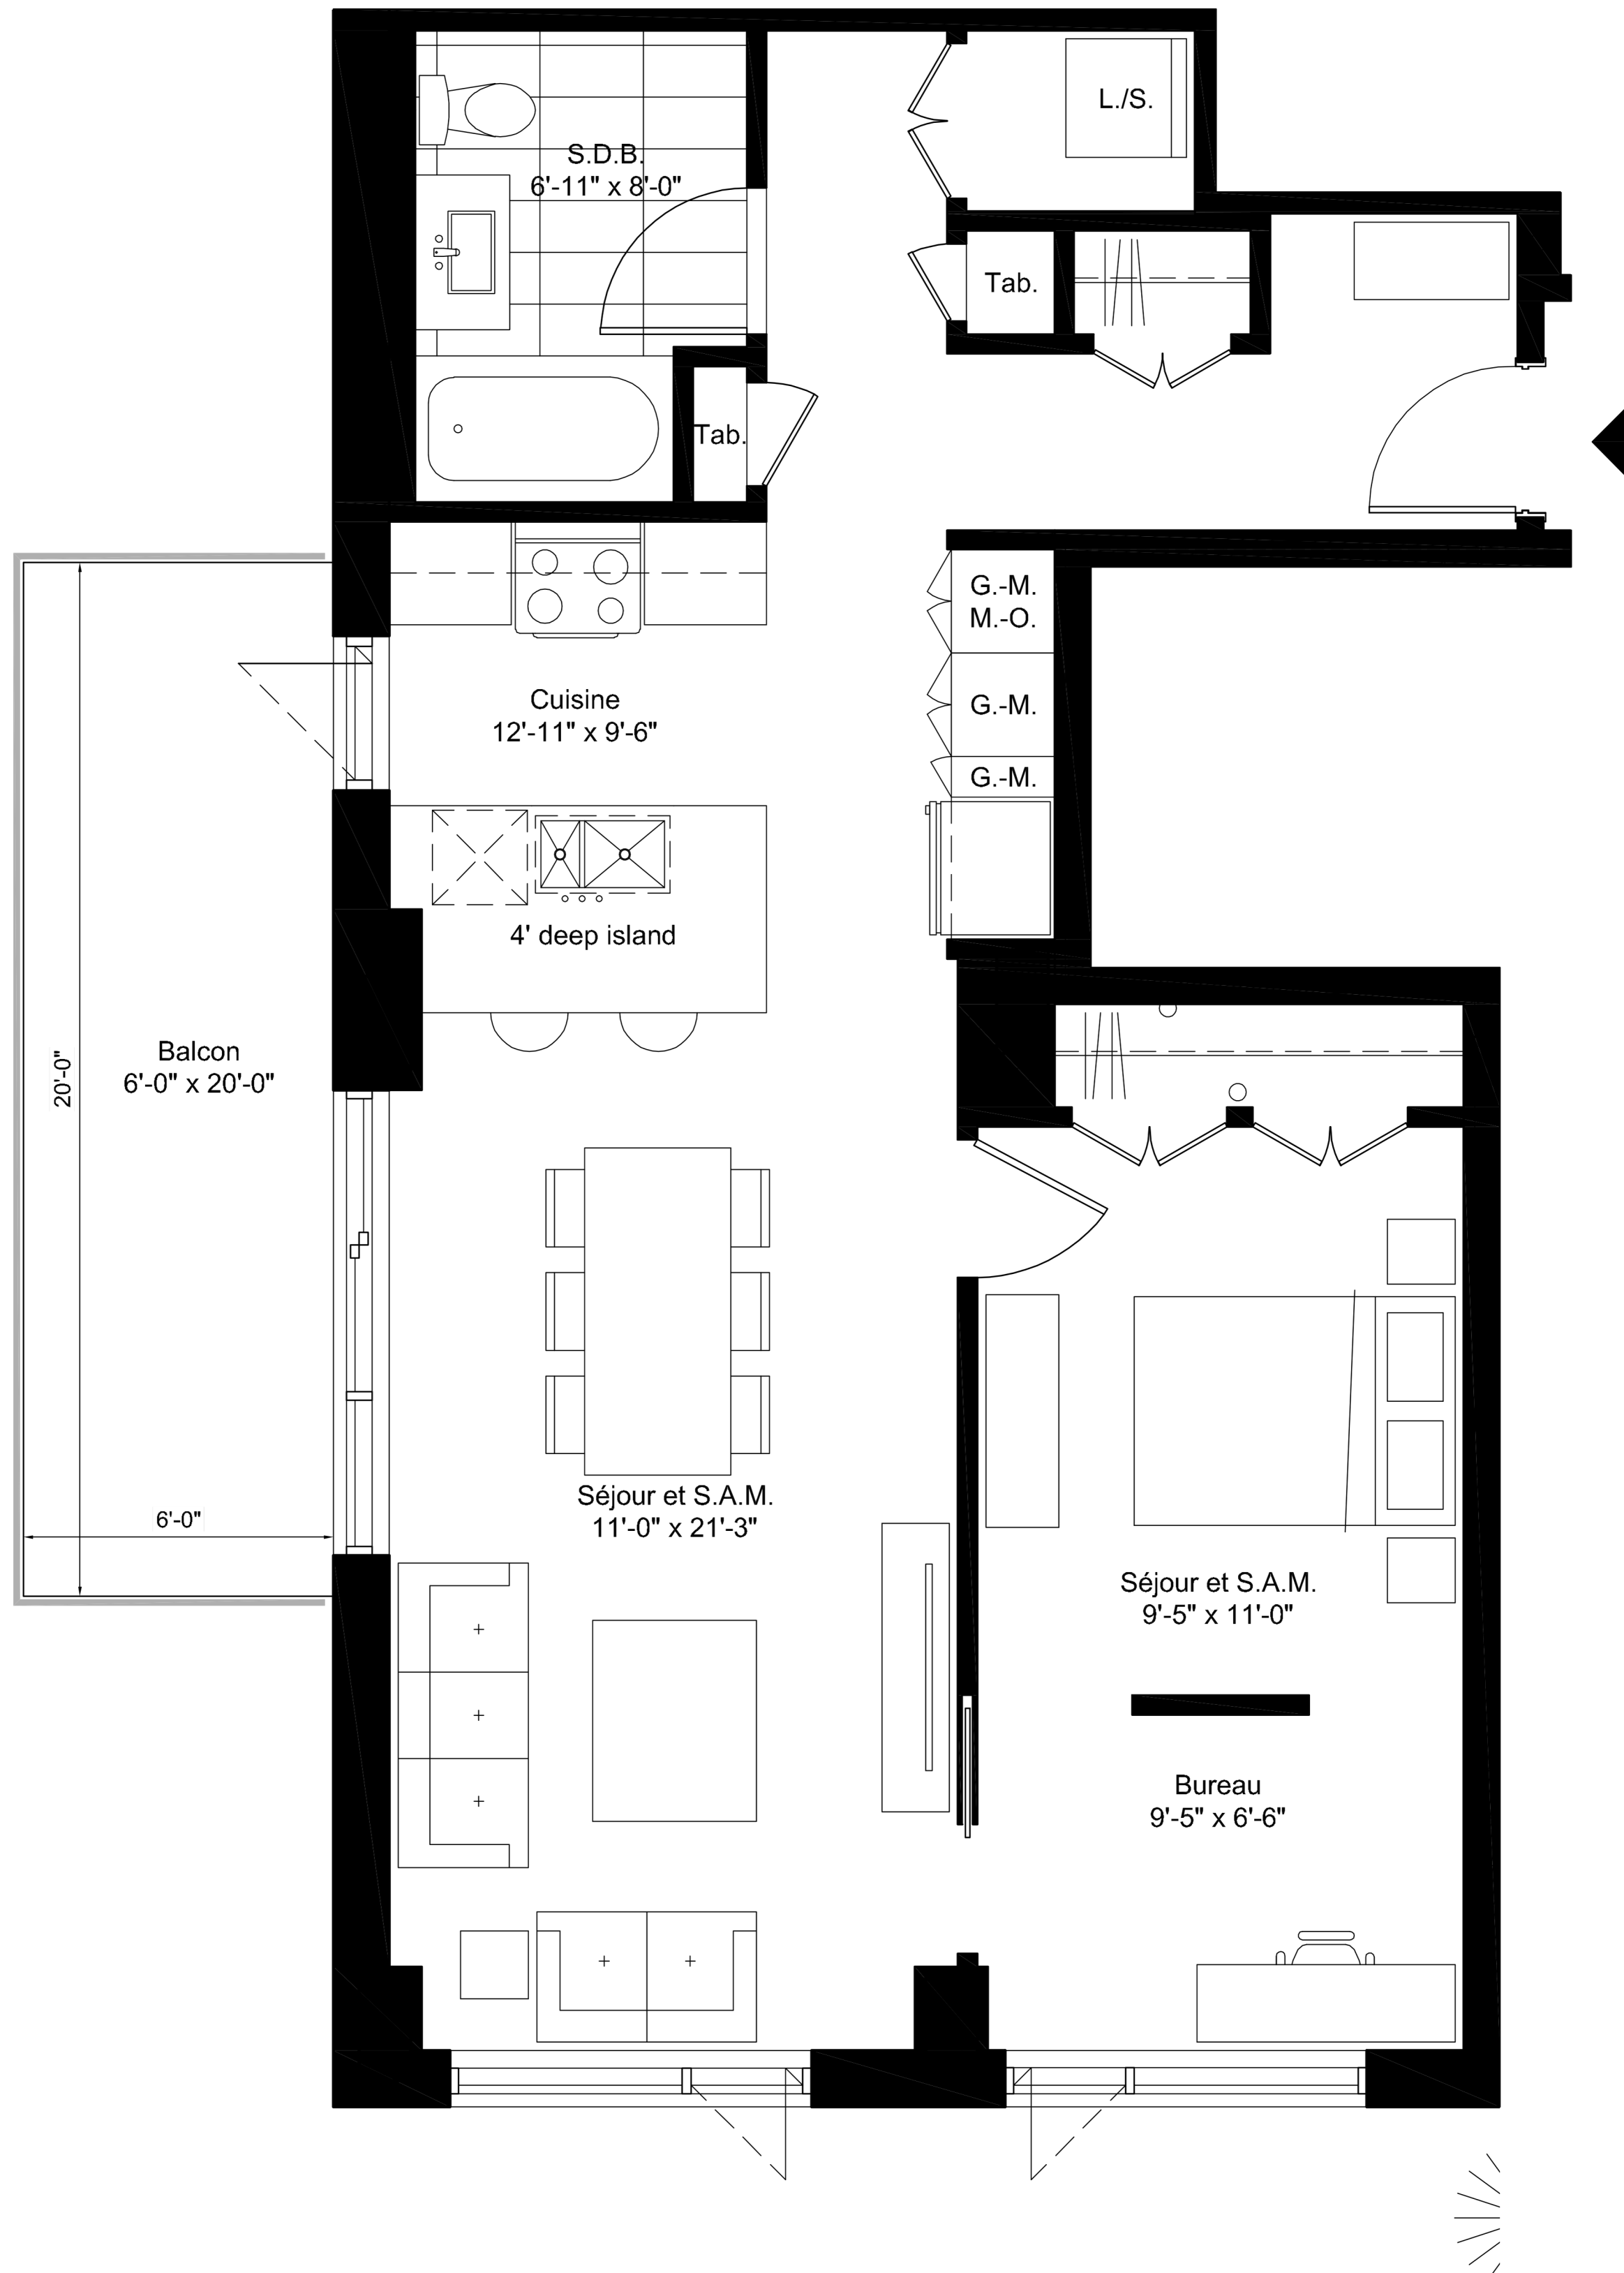 L./S.
S.D.B.
6'-11" x 8'-0"
Tab.
Tab.
G.-M.
M.-O.
Cuisine
12'-11" x 9'-6"
G.-M.
G.-M.
4' deep island
Balcon
6'-0" x 20'-0"
20'-0"
Séjour et S.A.M.
11'-0" x 21'-3"
6'-0"
Séjour et S.A.M.
9'-5" x 11'-0"
Bureau
9'-5" x 6'-6"